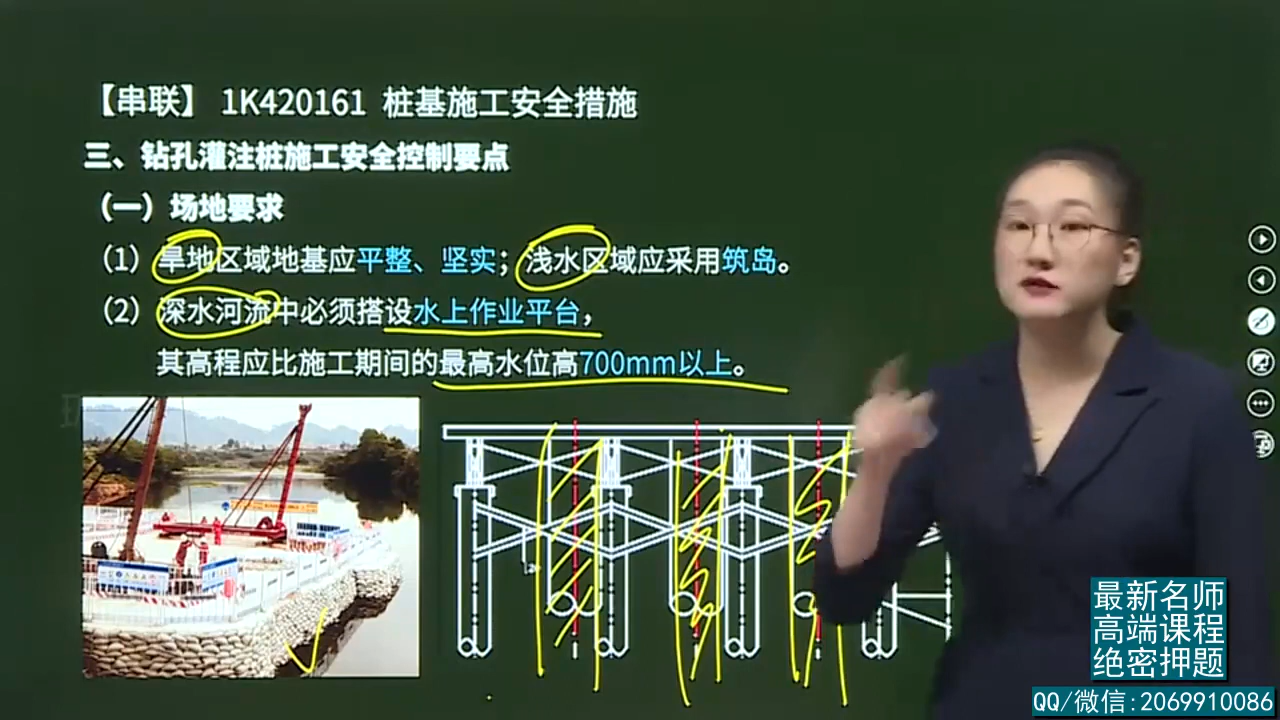 【串联】 1K420161 桩基施工安全措施
三、钻孔灌注桩施工安全控制要点
（一）场地要求
（1）旱地区域地基应平整、坚实；浅水区域应采用筑岛。
（2）深水河流中必须搭设水上作业平台，
其高程应比施工期间的最高水位高700mm以上。
最新名师
高端课程
绝密押题
QQ/微信:2069910086